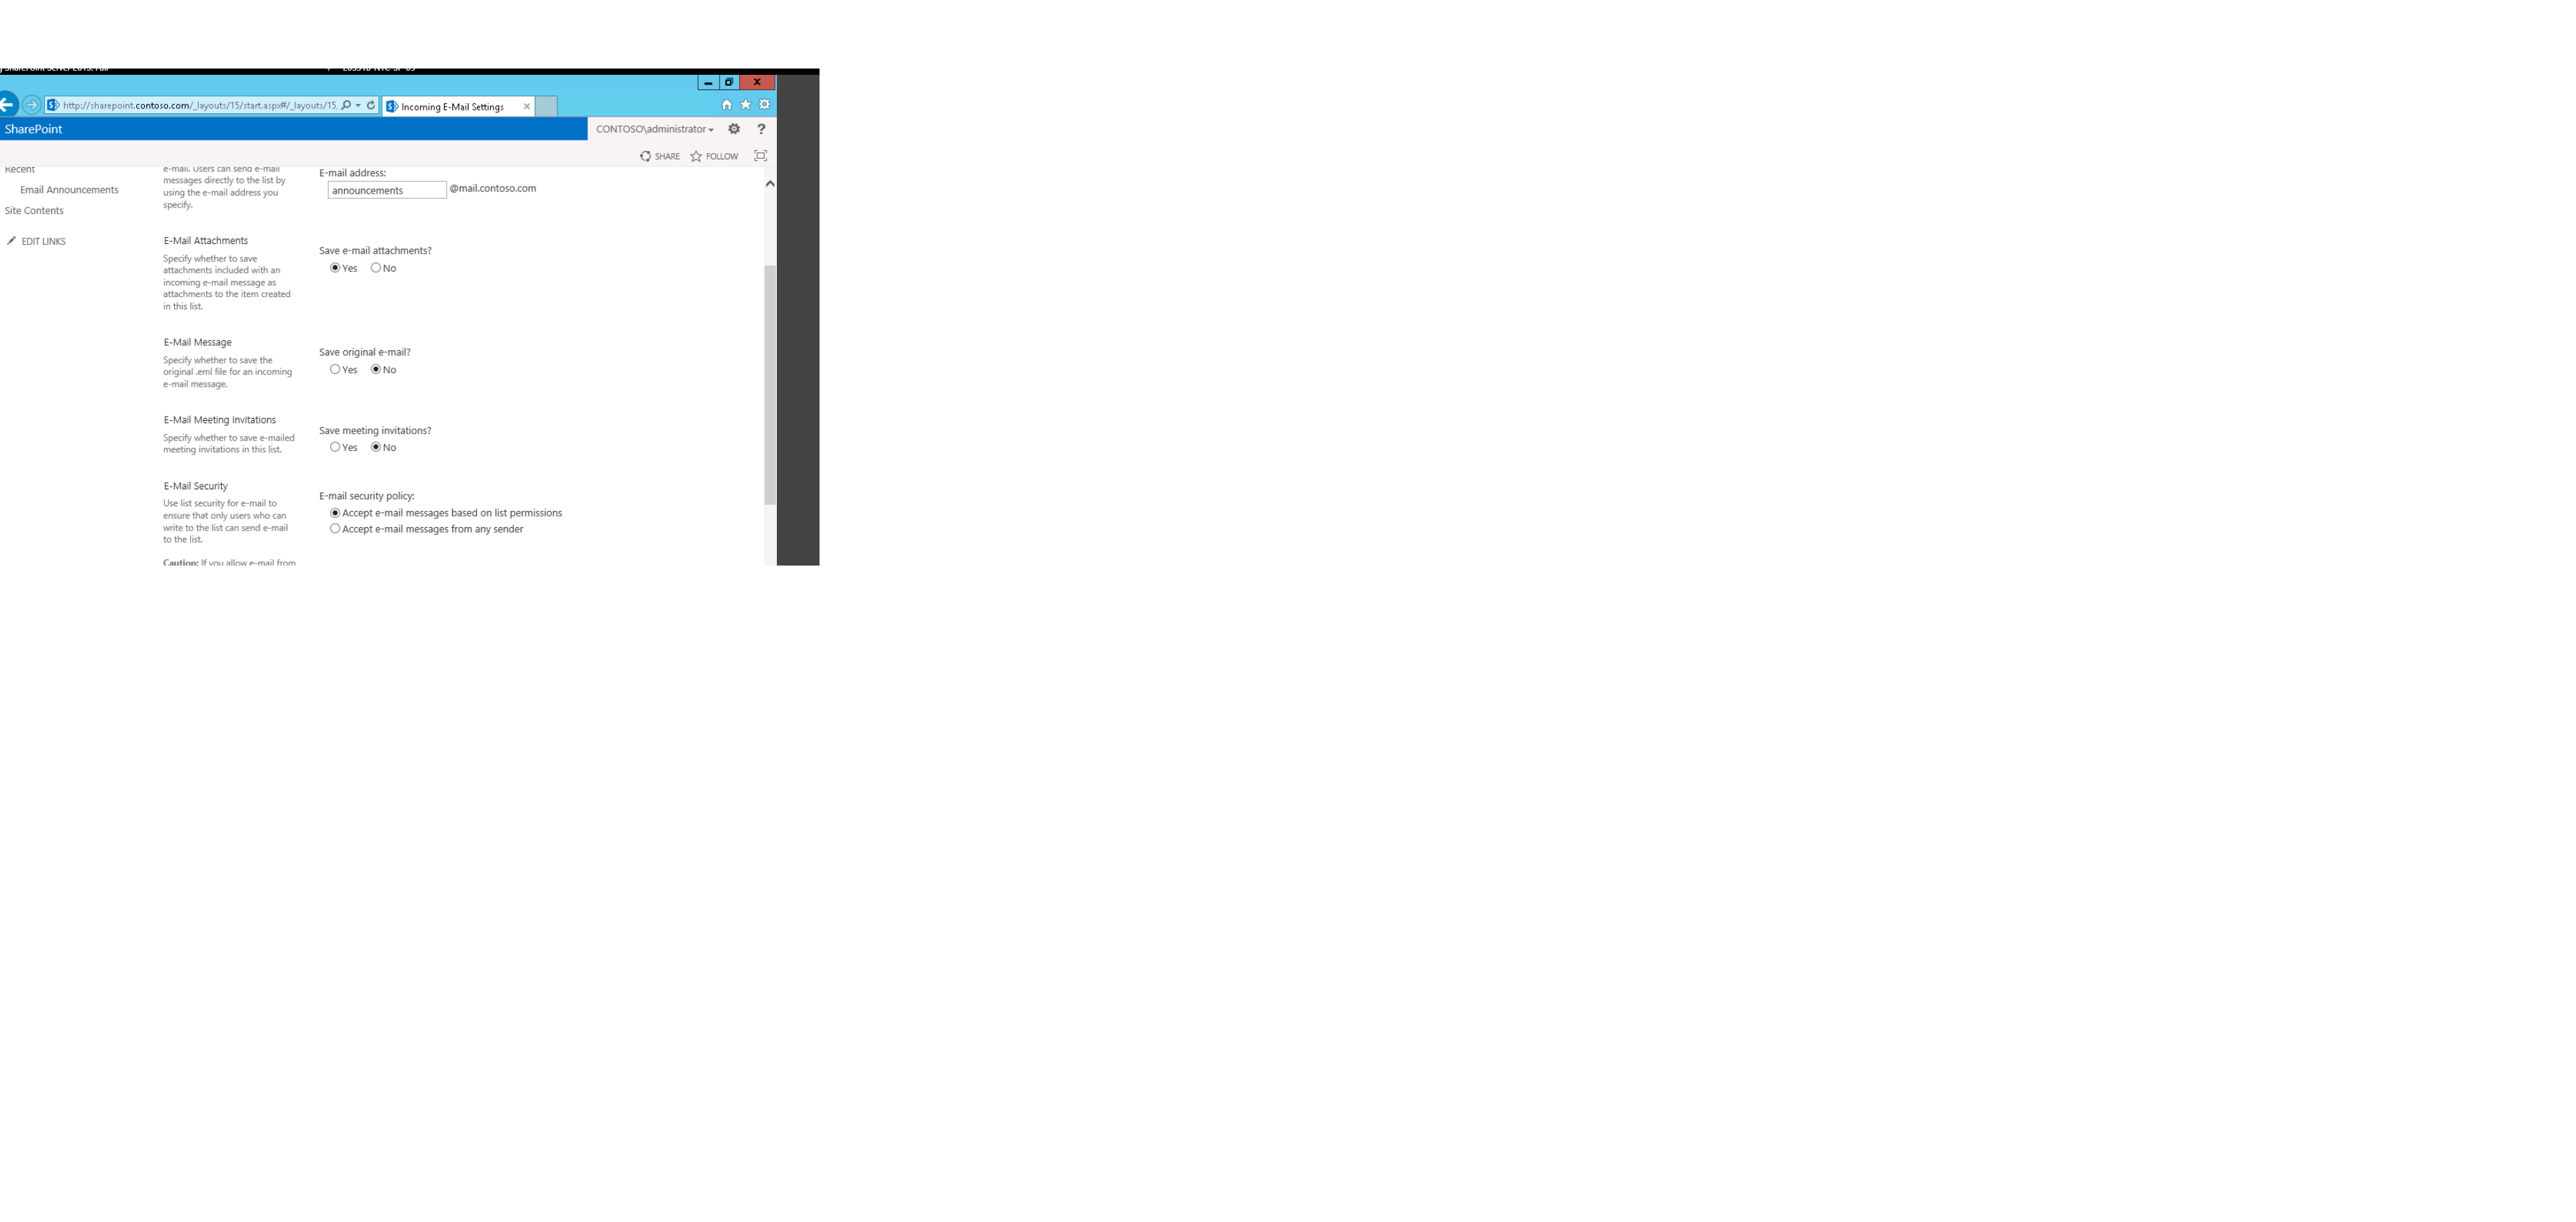 SharePoint Server 2013: Full
20331B-NYC-SP-03
http://sharepoint.contoso.com/_layouts/15/start.aspx#/_layouts/15,
Incoming E-Mail Settings
SharePoint
CONTOSO\administrator
?
SHARE
FOLLOW
Recent
Email Announcements
Site Contents
EDIT LINKS
e-mail. Users can send e-mail
messages directly to the list by
using the e-mail address you
specify.
E-mail address:
announcements
@mail.contoso.com
E-Mail Attachments
Specify whether to save
attachments included with an
incoming e-mail message as
attachments to the item created
in this list.
Save e-mail attachments?
Yes No
E-Mail Message
Specify whether to save the
original .eml file for an incoming
e-mail message.
Save original e-mail?
Yes No
E-Mail Meeting Invitations
Specify whether to save e-mailed
meeting invitations in this list.
Save meeting invitations?
Yes No
E-Mail Security
Use list security for e-mail to
ensure that only users who can
write to the list can send e-mail
to the list.
Caution: If you allow e-mail from
E-mail security policy:
Accept e-mail messages based on list permissions
Accept e-mail messages from any sender